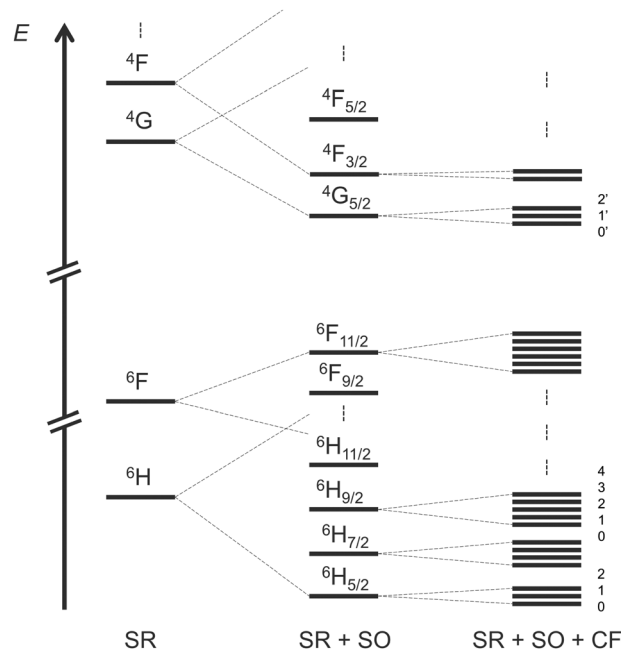 E
⁴F
⁴G
⁶F
⁶H
SR
⁴F₅/₂
⁴F₃/₂
⁴G₅/₂
⁶F₁₁/₂
⁶F₉/₂
⁶H₁₁/₂
⁶H₉/₂
⁶H₇/₂
⁶H₅/₂
SR + SO
2'
1'
0'
4
3
2
1
0
2
1
0
SR + SO + CF